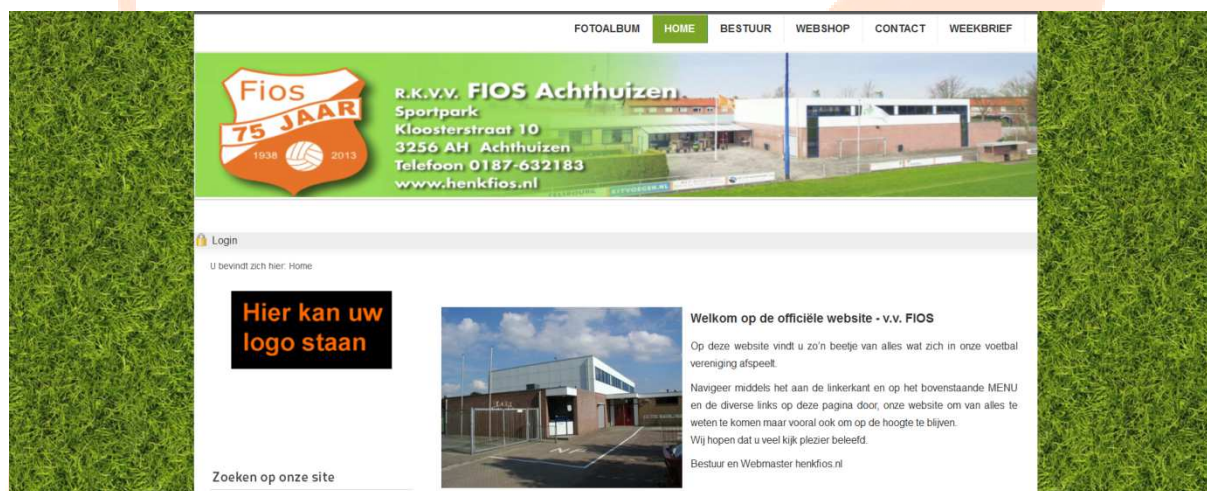 FOTOALBUM HOME BESTUUR WEBSHOP CONTACT WEEKBRIEF
Fios
75 JAAR
1938 2013
R.K.V.V. FIOS Achthuizen
Sportpark
Kloosterstraat 10
3256 AH Achthuizen
Telefoon 0187-632183
www.henkfios.nl
Login
U bevindt zich hier: Home
Hier kan uw
logo staan
Welkom op de officiële website - v.v. FIOS
Op deze website vindt u zo'n beetje van alles wat zich in onze voetbal
vereniging afspeelt.
Navigeer middels het aan de linkerkant en op het bovenstaande MENU
en de diverse links op deze pagina door, onze website om van alles te
weten te komen maar vooral ook om op de hoogte te blijven.
Wij hopen dat u veel kijk plezier beleefd.
Bestuur en Webmaster henkfios.nl
Zoeken op onze site